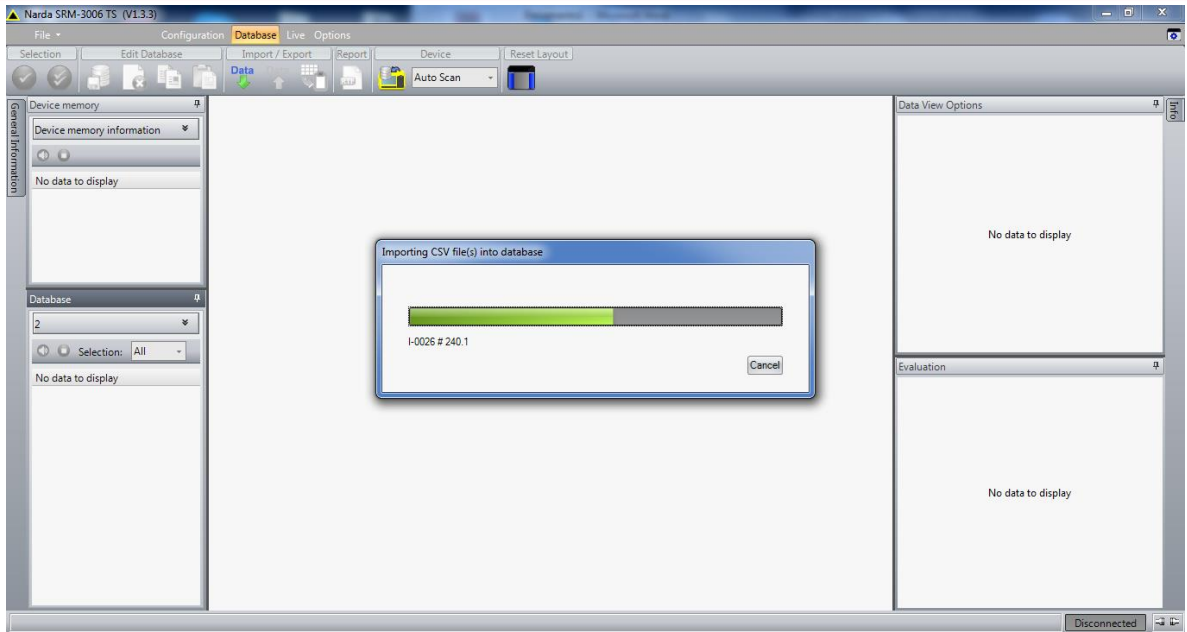 Narda SRM-3006 TS (V1.3.3)
File Configuration Database Live Options
Selection Edit Database Import / Export Report Device Reset Layout
Data
Auto Scan
General Information
Device memory
Device memory information
No data to display
Database
2
Selection: All
No data to display
Importing CSV file(s) into database
I-0026 # 240.1
Cancel
Data View Options
No data to display
Evaluation
No data to display
Info
Disconnected